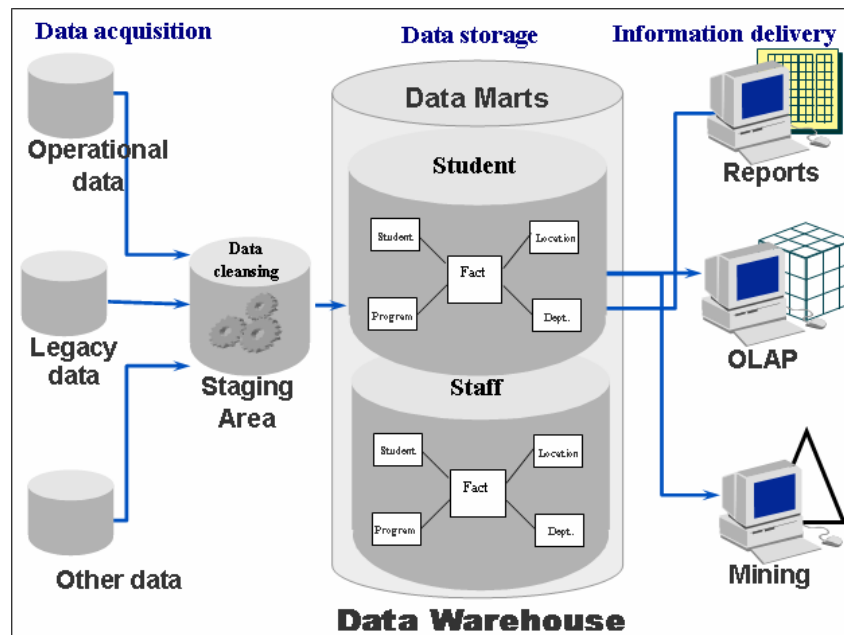 Data acquisition
Data storage
Information delivery
Operational
data
Legacy
data
Other data
Data
cleansing
Staging
Area
Data Marts
Student
Student
Location
Fact
Program
Dept.
Staff
Student
Location
Fact
Program
Dept.
Data Warehouse
Reports
OLAP
Mining